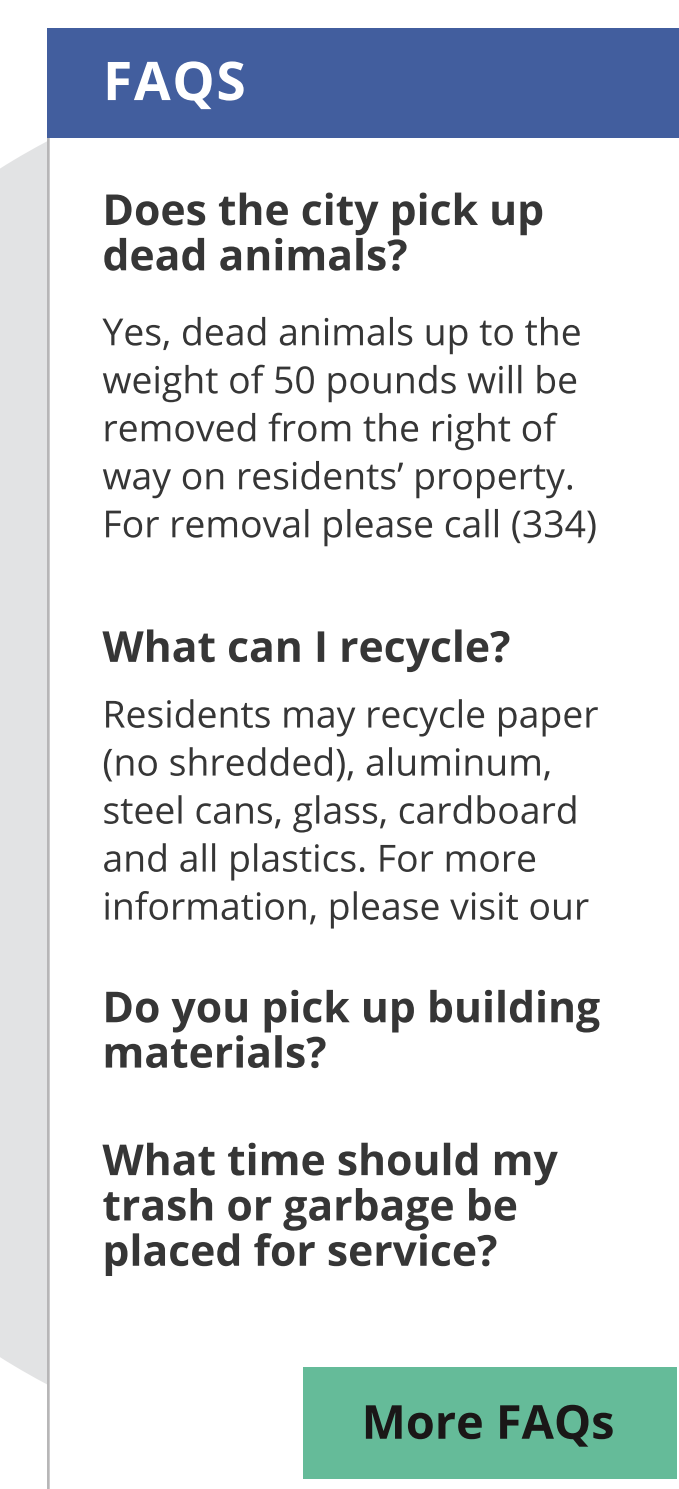 FAQS
Does the city pick up
dead animals?
Yes, dead animals up to the
weight of 50 pounds will be
removed from the right of
way on residents’ property.
For removal please call (334)
What can I recycle?
Residents may recycle paper
(no shredded), aluminum,
steel cans, glass, cardboard
and all plastics. For more
information, please visit our
Do you pick up building
materials?
What time should my
trash or garbage be
placed for service?
More FAQs